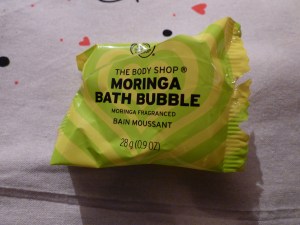 THE BODY SHOP ®
MORINGA
BATH BUBBLE
MORINGA FRAGRANCED
BAIN MOUSSANT
28 g (0.9 OZ)